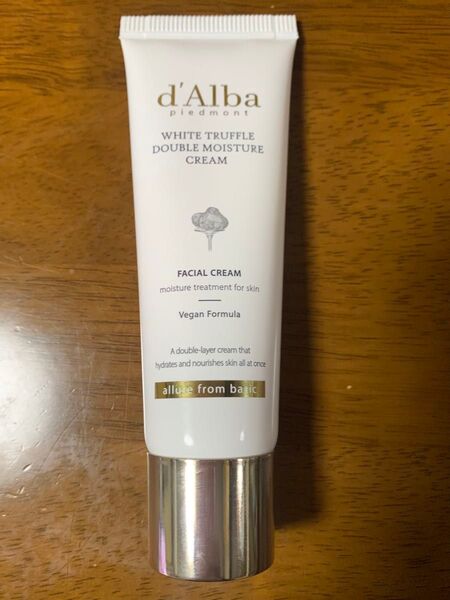 d'Alba
piedmont
WHITE TRUFFLE
DOUBLE MOISTURE
CREAM
FACIAL CREAM
moisture treatment for skin
Vegan Formula
A double-layer cream that
hydrates and nourishes skin all at once
allure from basic